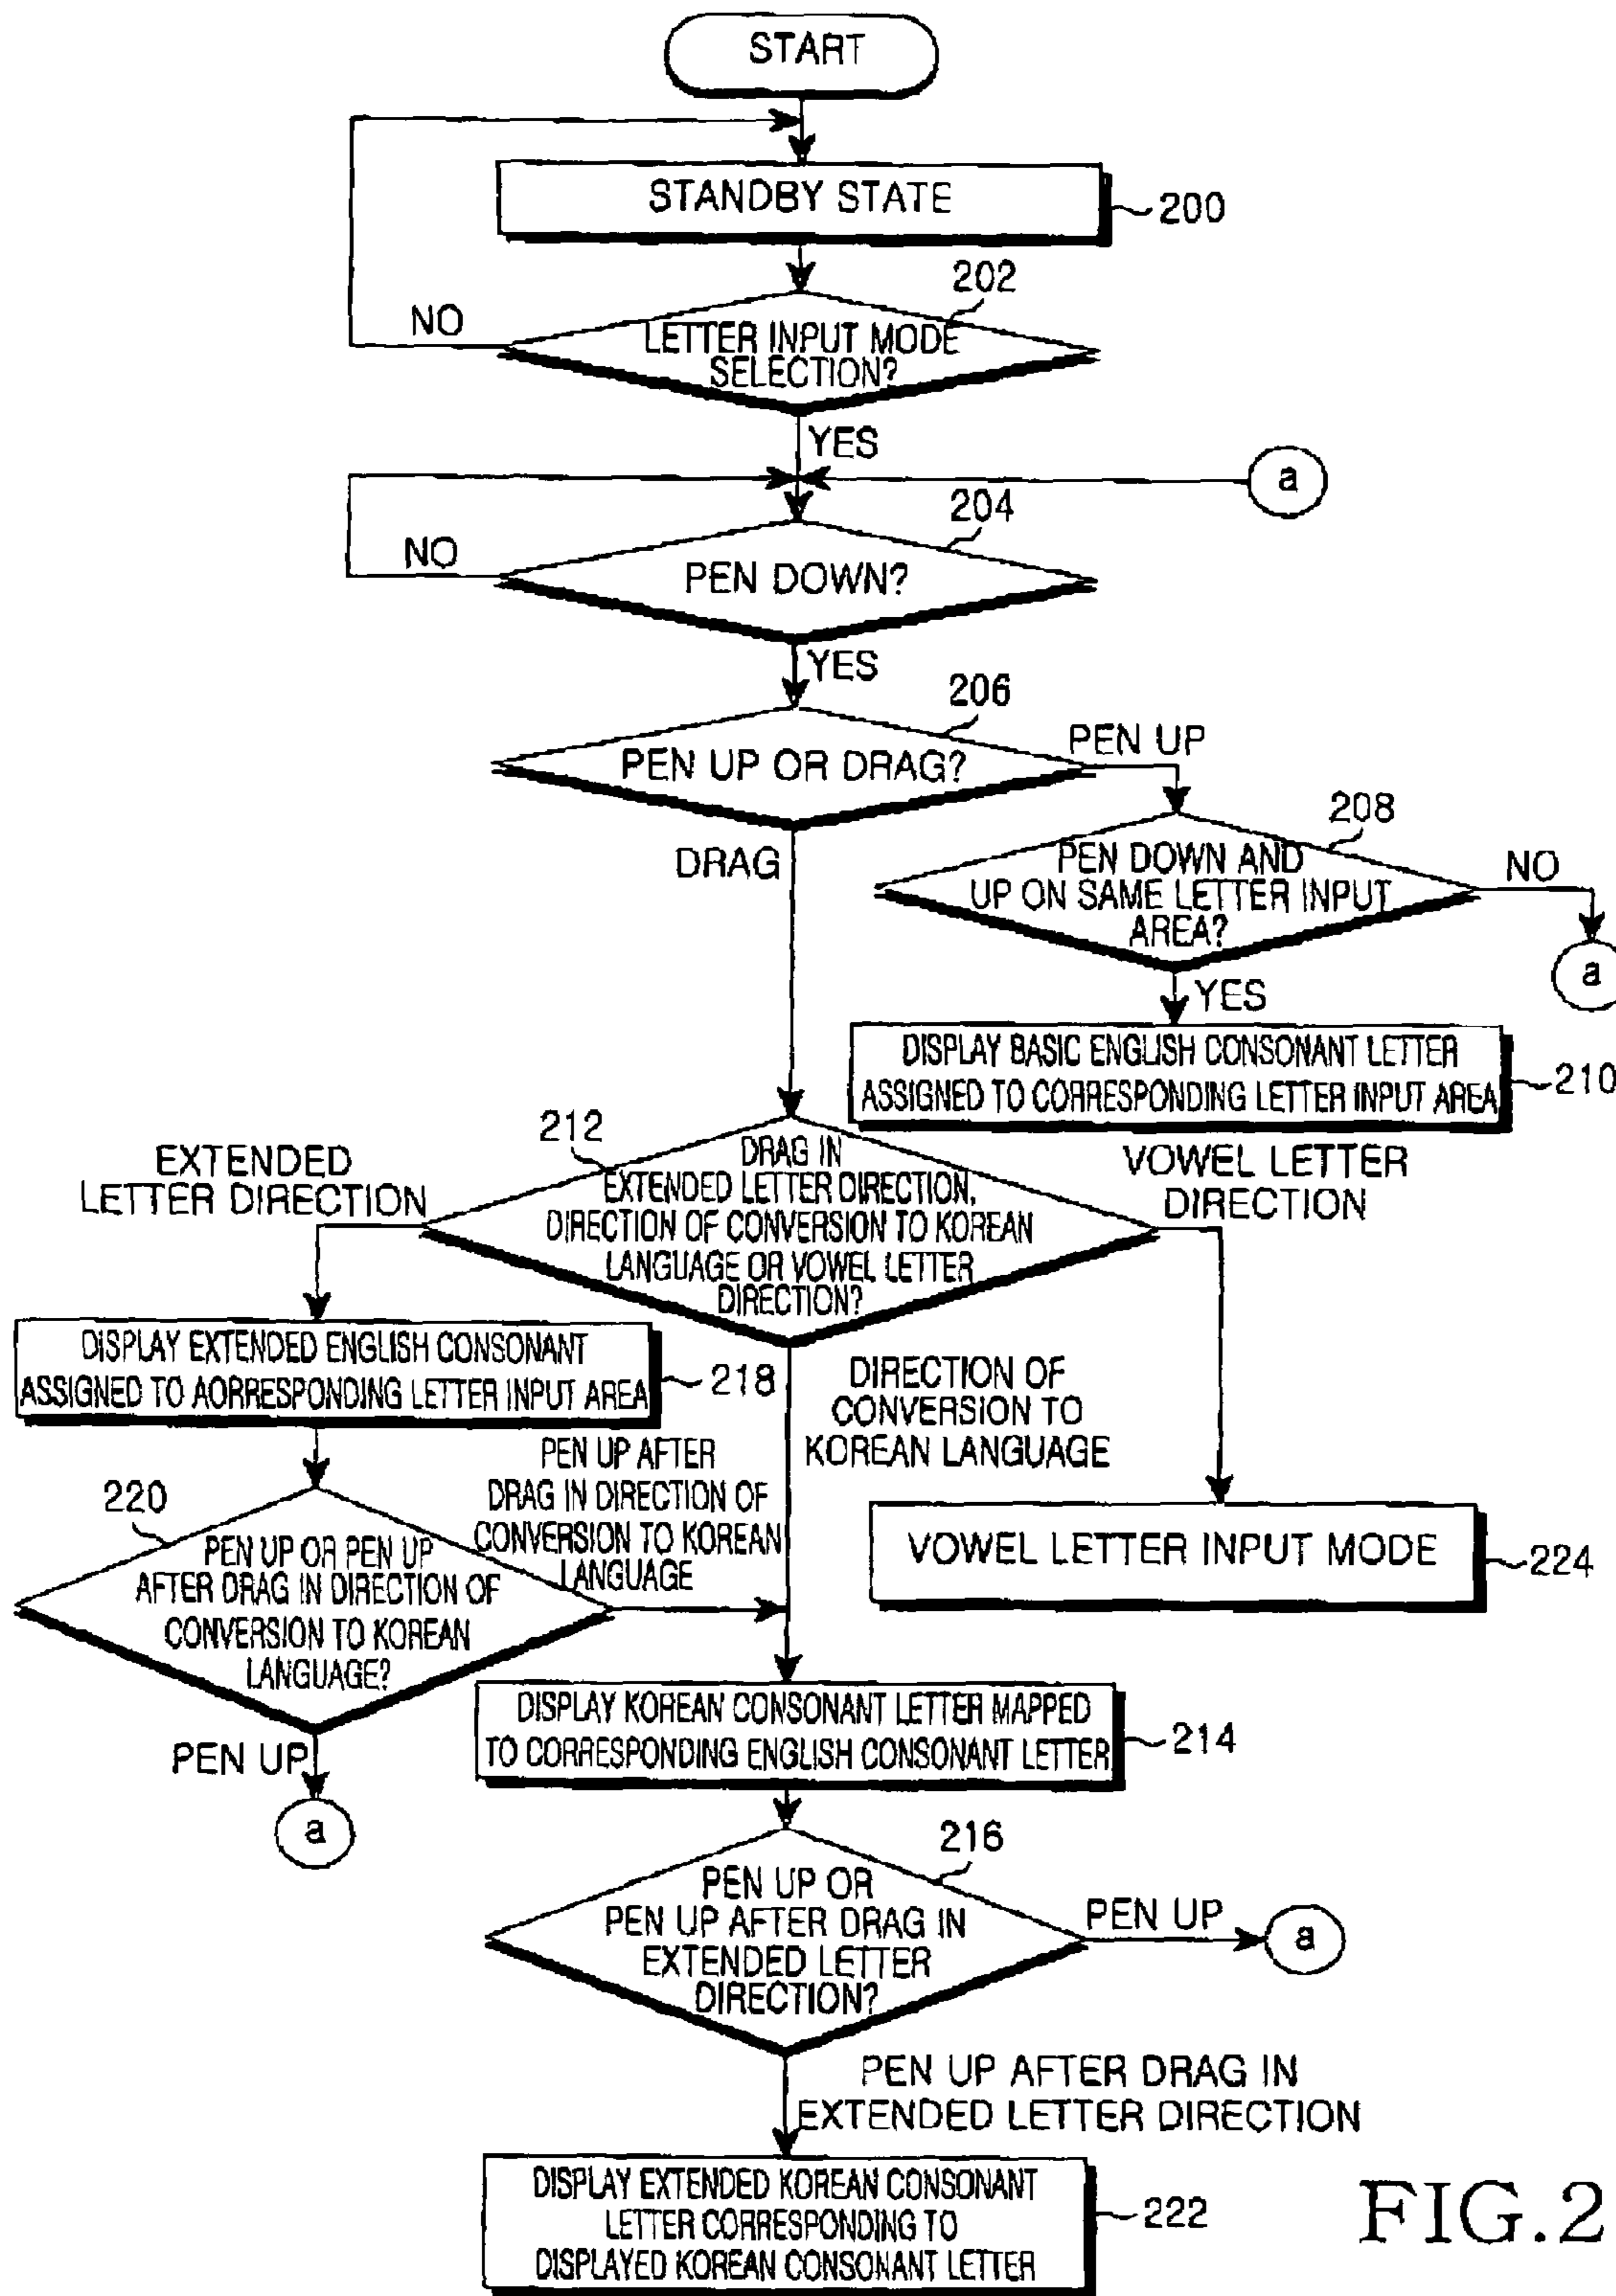 START
STANDBY STATE
200
202
NO
LETTER INPUT MODE
SELECTION?
YES
a
204
NO
PEN DOWN?
YES
206
PEN UP OR DRAG?
PEN UP
208
DRAG
PEN DOWN AND
UP ON SAME LETTER INPUT
AREA?
NO
a
YES
DISPLAY BASIC ENGLISH CONSONANT LETTER
ASSIGNED TO CORRESPONDING LETTER INPUT AREA
210
212
EXTENDED
LETTER DIRECTION
DRAG IN
EXTENDED LETTER DIRECTION,
DIRECTION OF CONVERSION TO KOREAN
LANGUAGE OR VOWEL LETTER
DIRECTION?
VOWEL LETTER
DIRECTION
DISPLAY EXTENDED ENGLISH CONSONANT
ASSIGNED TO AORRESPONDING LETTER INPUT AREA
218
DIRECTION OF
CONVERSION TO
KOREAN LANGUAGE
PEN UP AFTER
DRAG IN DIRECTION OF
CONVERSION TO KOREAN
LANGUAGE
220
PEN UP OR PEN UP
AFTER DRAG IN DIRECTION OF
CONVERSION TO KOREAN
LANGUAGE?
VOWEL LETTER INPUT MODE
224
PEN UP
a
DISPLAY KOREAN CONSONANT LETTER MAPPED
TO CORRESPONDING ENGLISH CONSONANT LETTER
214
216
PEN UP OR
PEN UP AFTER DRAG IN
EXTENDED LETTER
DIRECTION?
PEN UP
a
PEN UP AFTER DRAG IN
EXTENDED LETTER DIRECTION
DISPLAY EXTENDED KOREAN CONSONANT
LETTER CORRESPONDING TO
DISPLAYED KOREAN CONSONANT LETTER
222
FIG.2